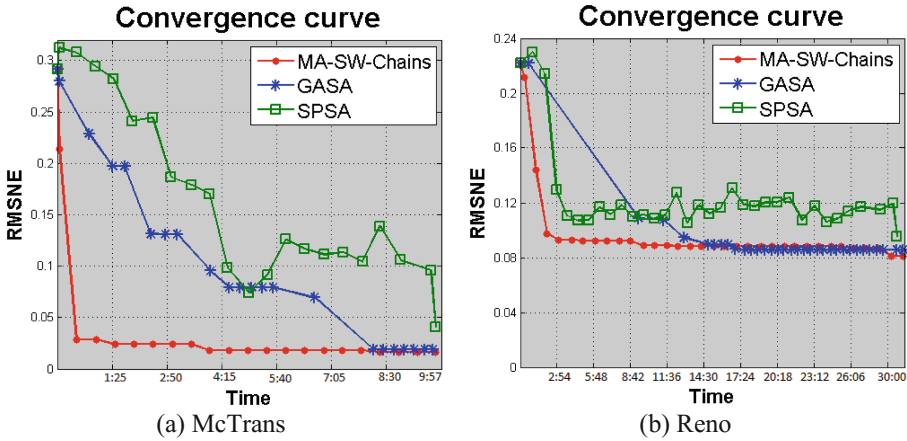 Convergence curve
RMSNE
0.3
0.25
0.2
0.15
0.1
0.05
0
MA-SW-Chains
GASA
SPSA
1:25 2:50 4:15 5:40 7:05 8:30 9:57
Time
(a) McTrans
Convergence curve
RMSNE
0.24
0.2
0.16
0.12
0.08
0.04
0
MA-SW-Chains
GASA
SPSA
2:54 5:48 8:42 11:36 14:30 17:24 20:18 23:12 26:06 30:00
Time
(b) Reno